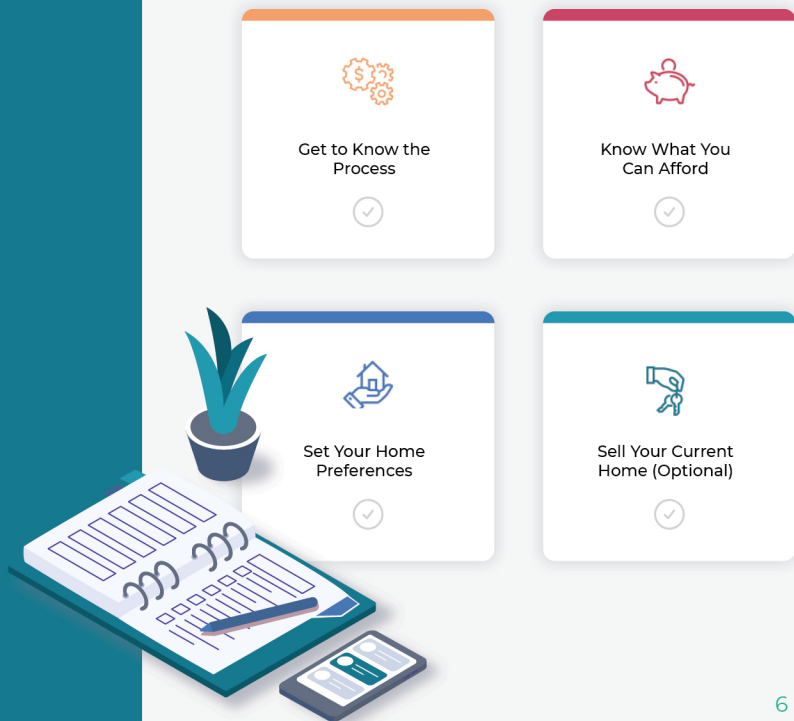 Get to Know the
Process
Know What You
Can Afford
Set Your Home
Preferences
Sell Your Current
Home (Optional)
6